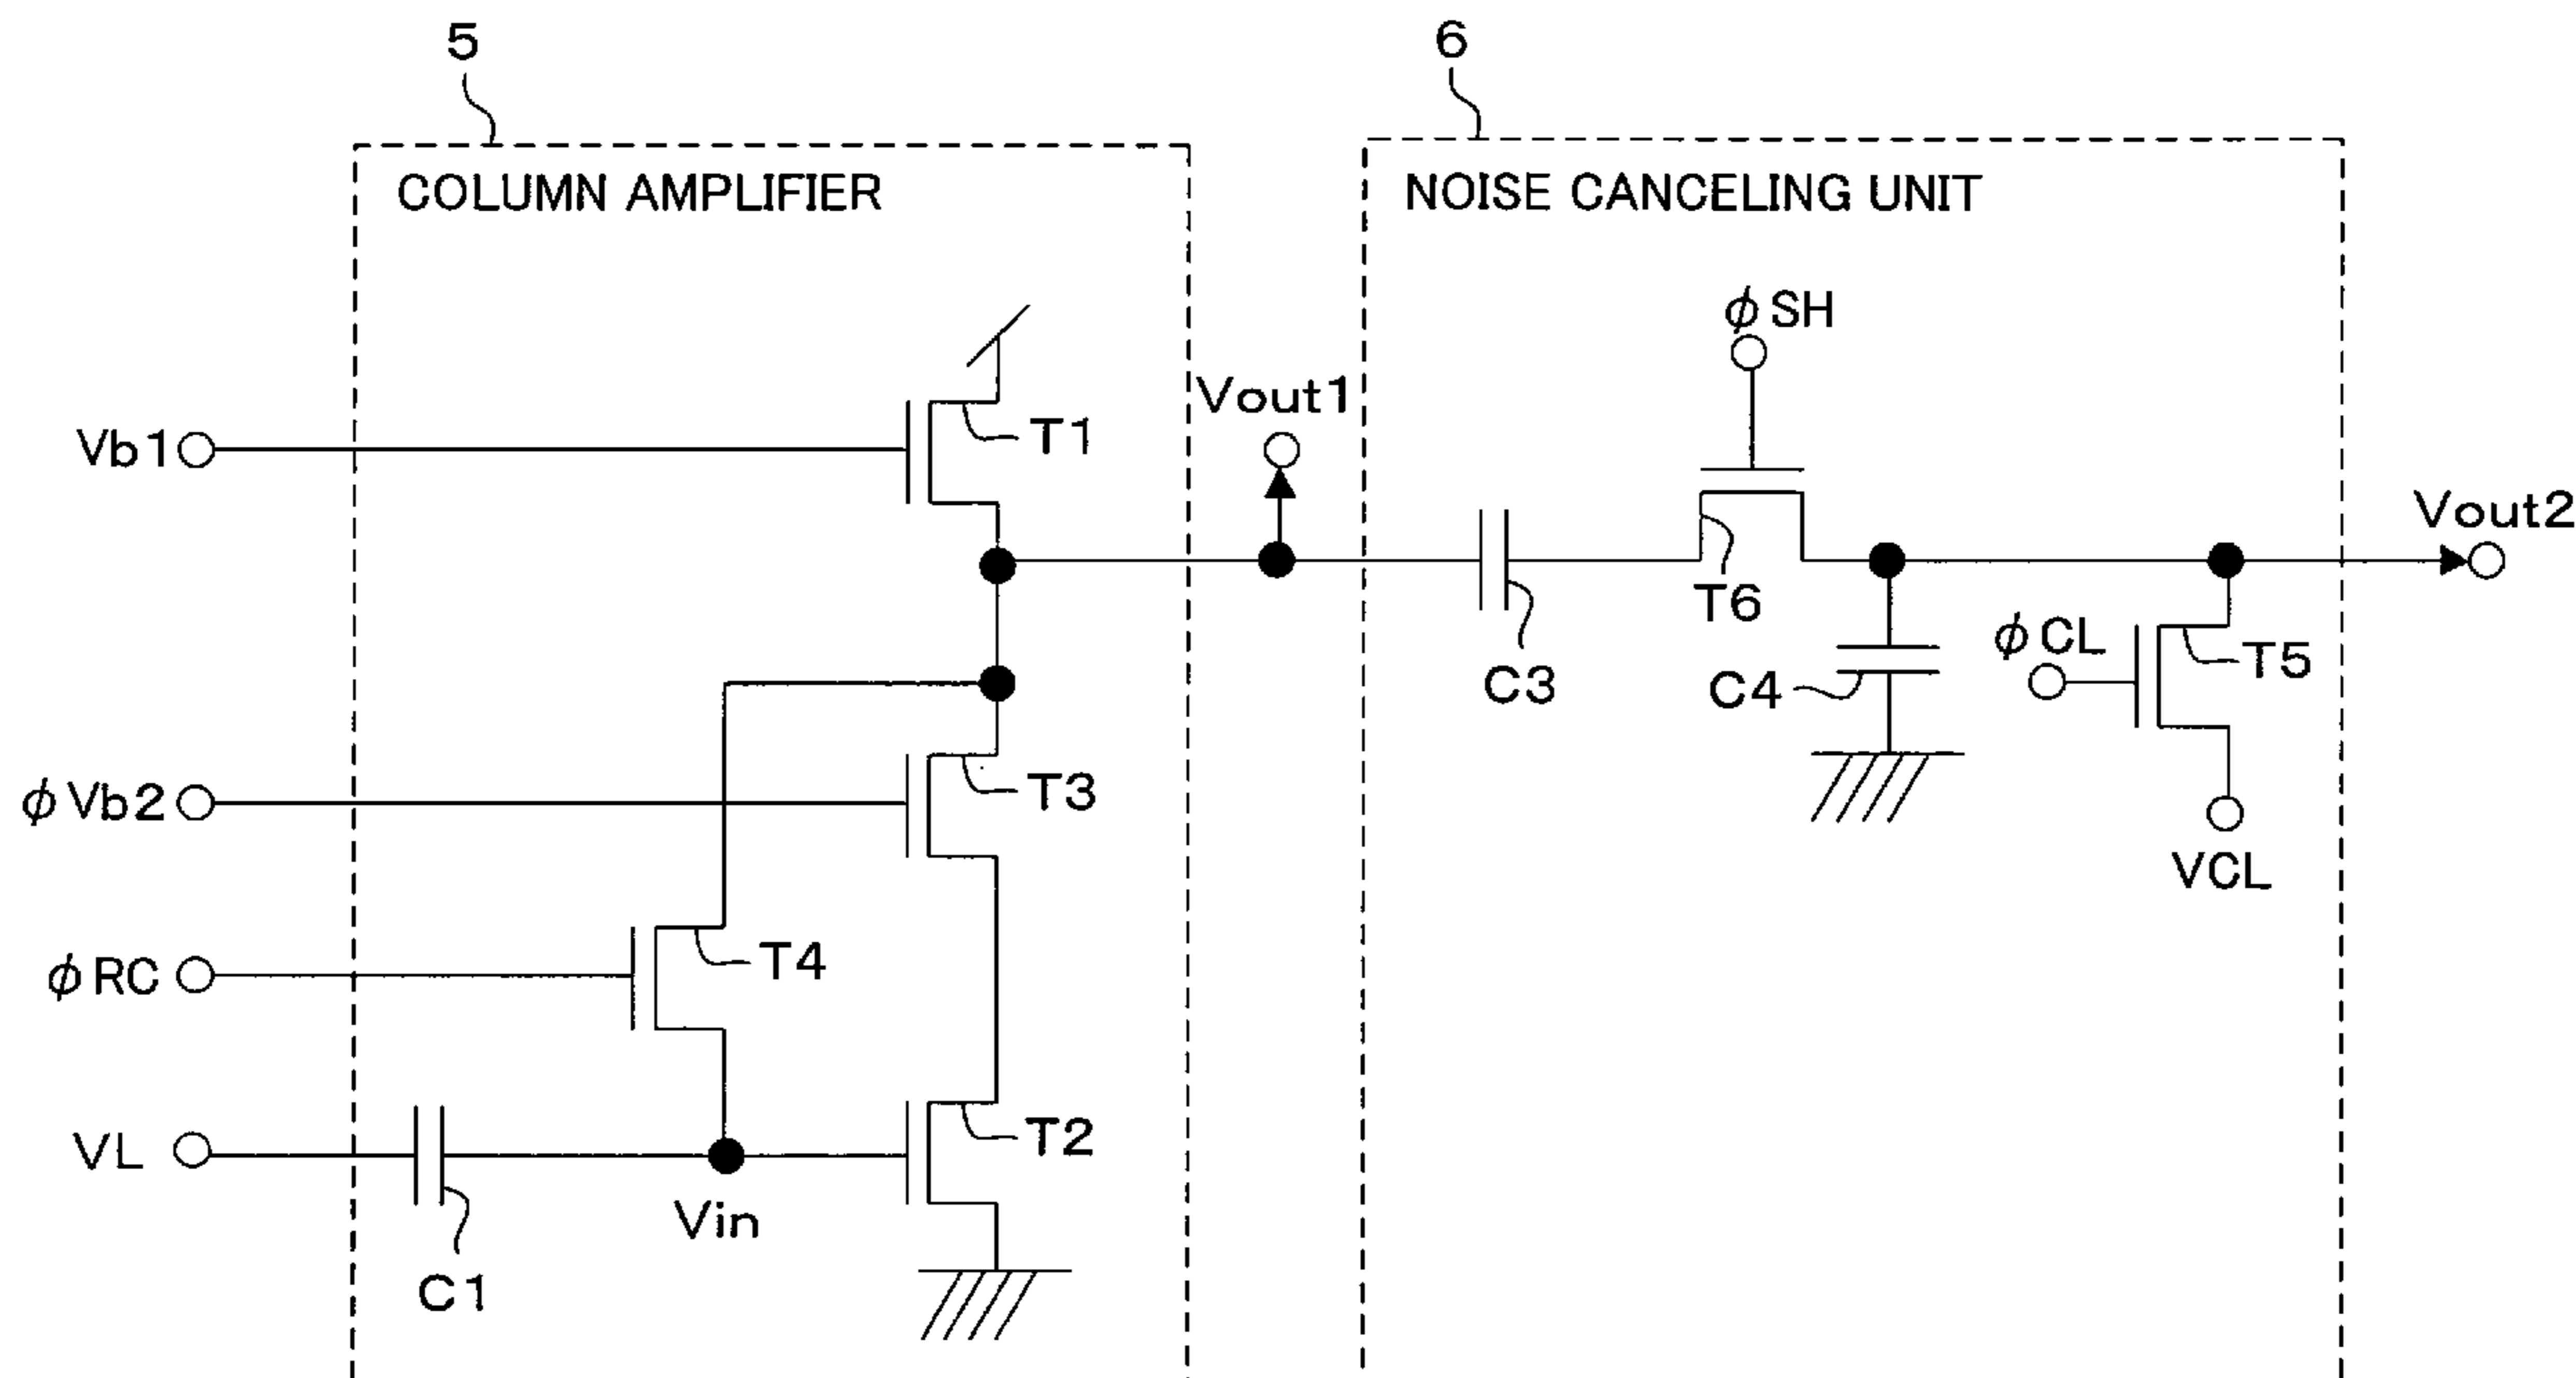 5
6
COLUMN AMPLIFIER
NOISE CANCELING UNIT
ϕSH
Vout1
Vb1
T1
Vout2
T6
ϕCL
T5
C3
C4
ϕVb2
T3
VCL
ϕRC
T4
VL
T2
Vin
C1